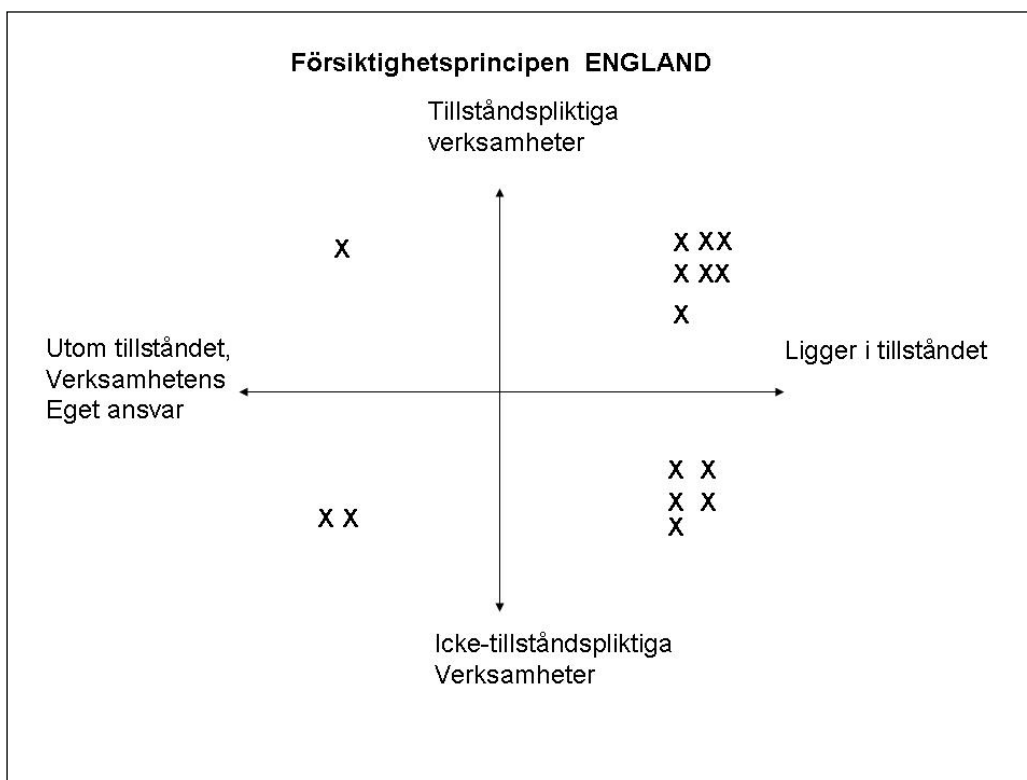 Försiktighetsprincipen ENGLAND
Tillståndspliktiga
verksamheter
X
X XX
X XX
X
Utom tillståndet,
Verksamhetens
Eget ansvar
Ligger i tillståndet
X X
X X
X X
X
Icke-tillståndspliktiga
Verksamheter